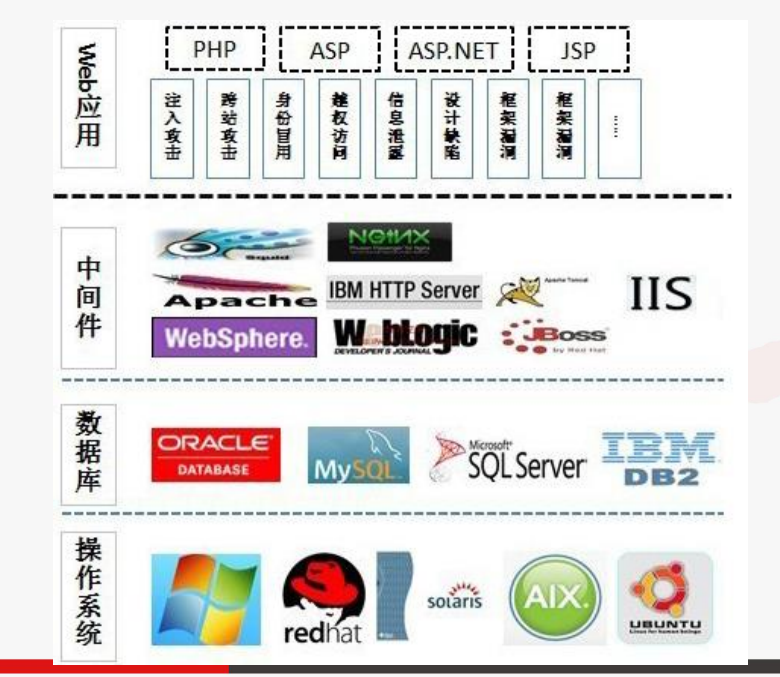 Web应用
PHP
ASP
ASP.NET
JSP
注入攻击
跨站攻击
身份冒用
越权访问
信息泄露
设计缺陷
框架漏洞
框架漏洞
......
中间件
Squid
NGiNX
Apache
IBM HTTP Server
Apache Tomcat
IIS
WebSphere.
WebLogic
DEVELOPER'S JOURNAL
JBoss
by Red Hat
数据库
ORACLE
DATABASE
MySQL
Microsoft
SQL Server
IBM
DB2
操作系统
redhat
solaris
AIX
UBUNTU
Linux for human beings